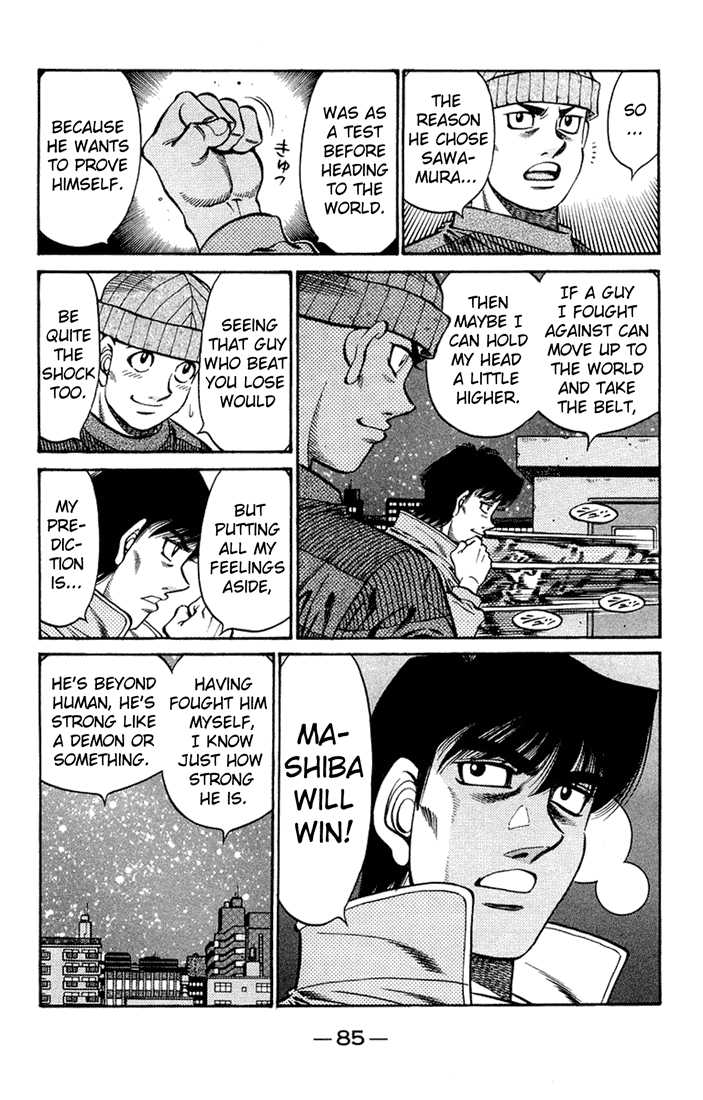 SO
...
THE
REASON
HE CHOSE
SAWA-
MURA...
WAS AS
A TEST
BEFORE
HEADING
TO THE
WORLD.
きゅっ
BECAUSE
HE WANTS
TO PROVE
HIMSELF.
IF A GUY
I FOUGHT
AGAINST CAN
MOVE UP TO
THE WORLD
AND TAKE
THE BELT,
THEN
MAYBE I
CAN HOLD
MY HEAD
A LITTLE
HIGHER.
SEEING
THAT GUY
WHO BEAT
YOU LOSE
WOULD
BE
QUITE
THE
SHOCK
TOO.
BUT
PUTTING
ALL MY
FEELINGS
ASIDE,
MY
PRE-
DIC-
TION
IS...
MA-
SHIBA
WILL
WIN!
HAVING
FOUGHT HIM
MYSELF,
I KNOW
JUST HOW
STRONG
HE IS.
HE'S BEYOND
HUMAN, HE'S
STRONG LIKE
A DEMON OR
SOMETHING.
— 85 —